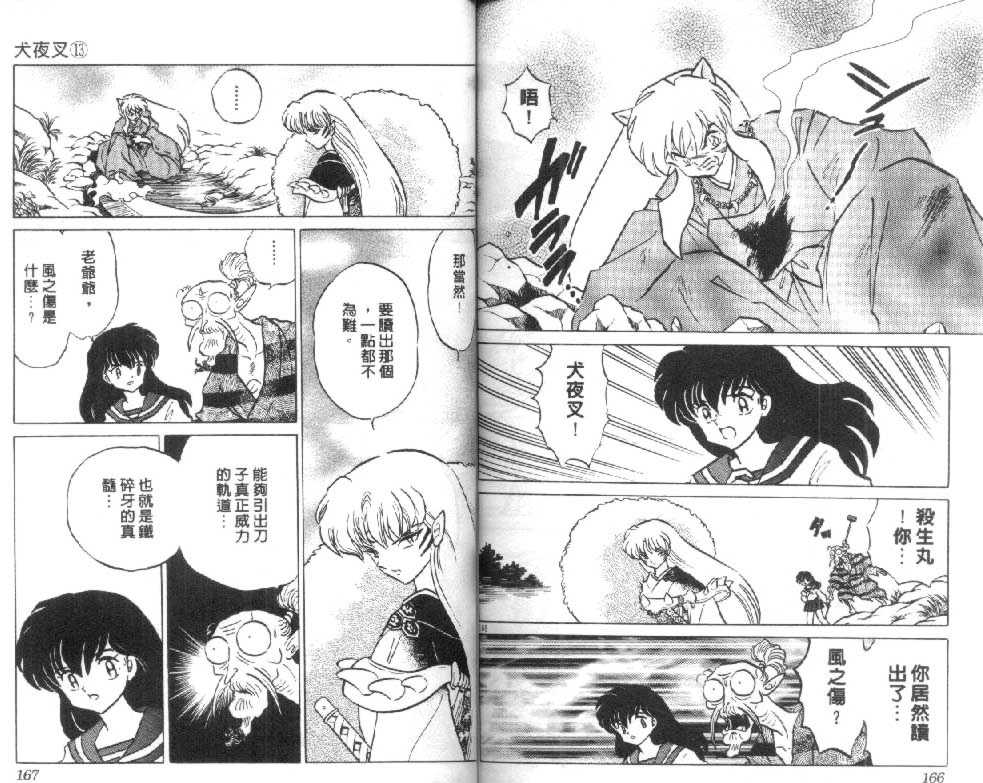 唔！
犬夜叉！
殺生丸
！你…
ダッ
你居然讀
出了…
風之傷？
166
犬夜叉⑬
……
那當然！
要讀出那個
，一點都不
為難。
……
老爺爺，
風之傷是
什麼…？
能夠引出刀
子真正威力
的軌道…
也就是鐵
碎牙的真
髓…
167